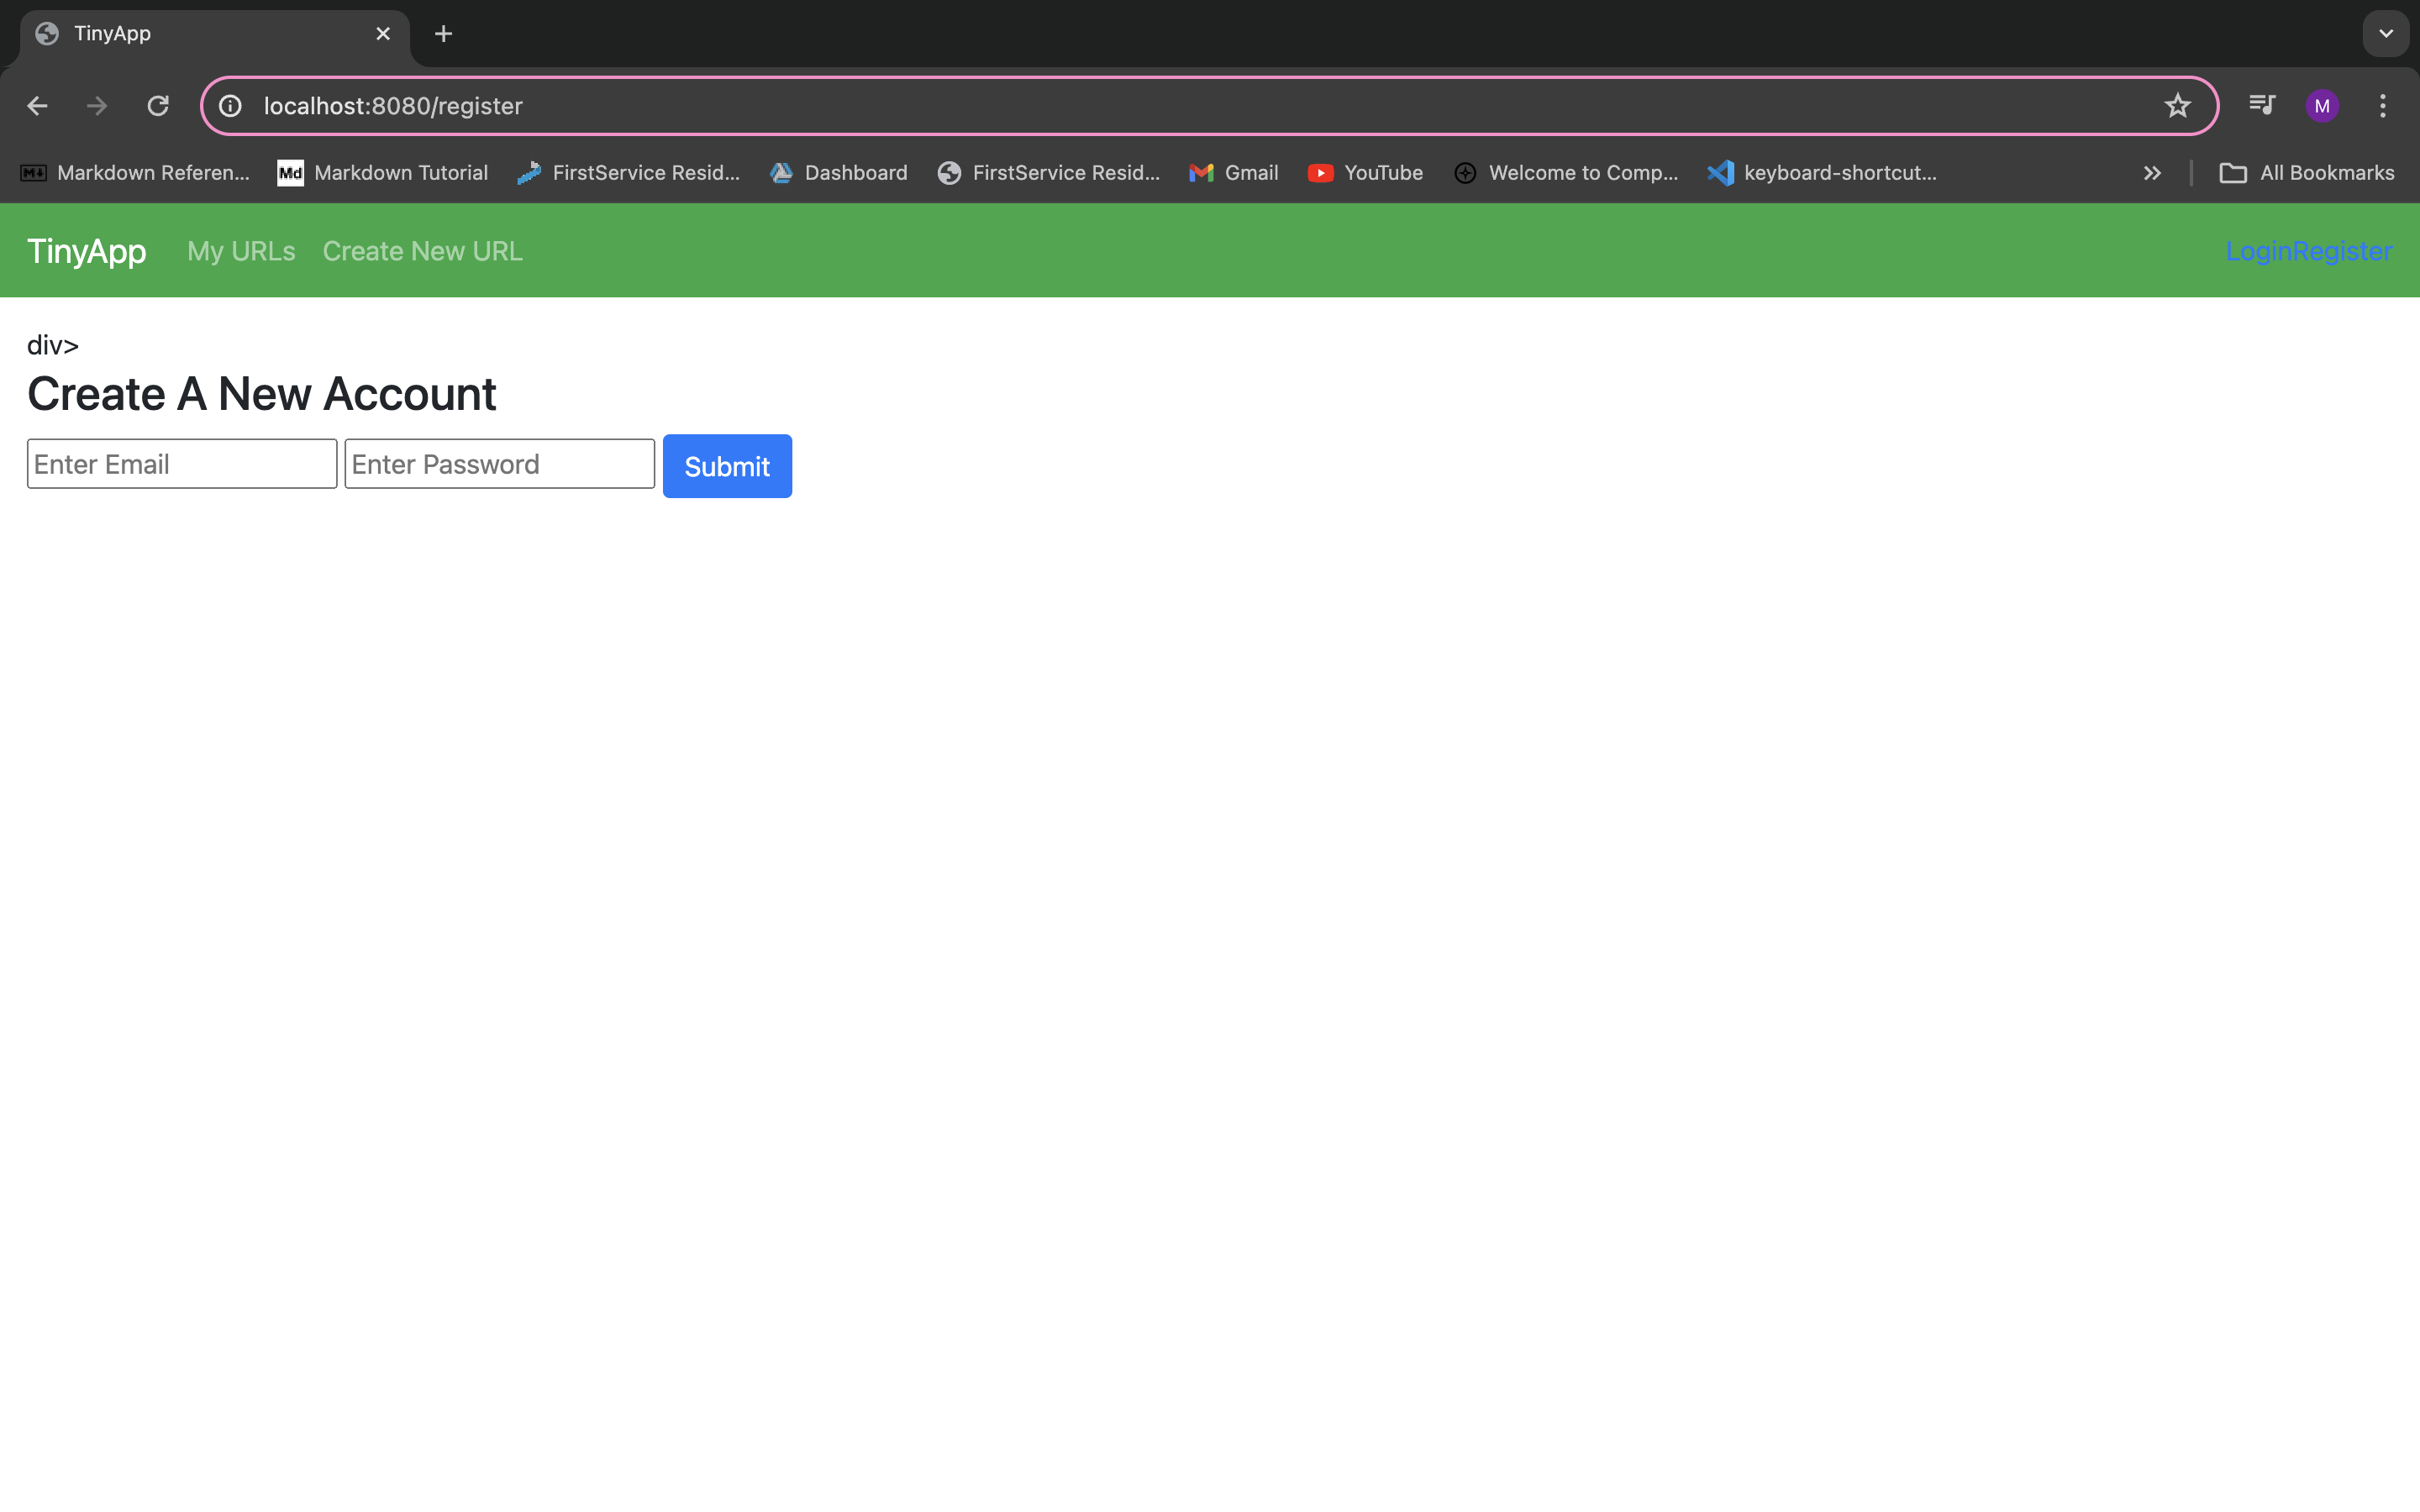 TinyApp
localhost:8080/register
M
Markdown Referen... Md Markdown Tutorial FirstService Resid... Dashboard FirstService Resid... Gmail YouTube Welcome to Comp... keyboard-shortcut... All Bookmarks
TinyApp My URLs Create New URL LoginRegister
div>
Create A New Account
Enter Email Enter Password Submit